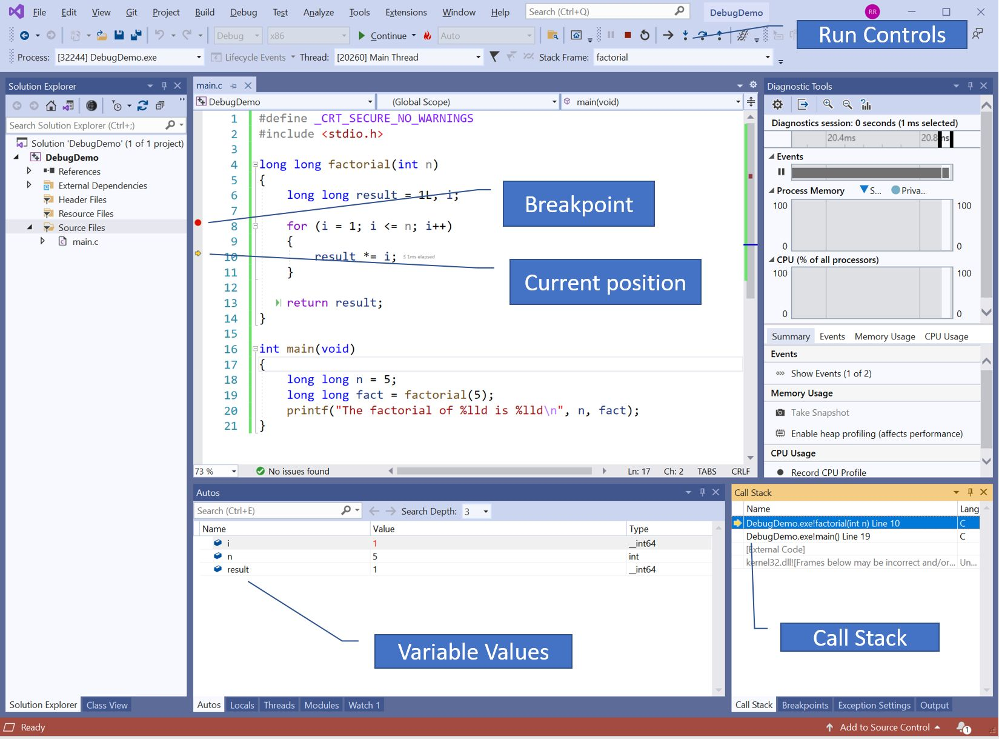 File Edit View Git Project Build Debug Test Analyze Tools Extensions Window Help Search (Ctrl+Q) DebugDemo RR
Debug x86 Continue Auto Run Controls
Process: [32244] DebugDemo.exe Lifecycle Events Thread: [20260] Main Thread Stack Frame: factorial
Solution Explorer
Search Solution Explorer (Ctrl+;)
Solution 'DebugDemo' (1 of 1 project)
DebugDemo
References
External Dependencies
Header Files
Resource Files
Source Files
main.c
Solution Explorer Class View
main.c
DebugDemo (Global Scope) main(void)
1 #define _CRT_SECURE_NO_WARNINGS
2 #include <stdio.h>
3
4 long long factorial(int n)
5 {
6 long long result = 1L, i;
7
8 for (i = 1; i <= n; i++)
9 {
10 result *= i; ≤ 1ms elapsed
11 }
12
13 return result;
14 }
15
16 int main(void)
17 {
18 long long n = 5;
19 long long fact = factorial(5);
20 printf("The factorial of %lld is %lld\n", n, fact);
21 }
Breakpoint
Current position
73 % No issues found Ln: 17 Ch: 2 TABS CRLF
Diagnostic Tools
Diagnostics session: 0 seconds (1 ms selected)
20.4ms 20.8ms
Events
Process Memory S... Priva...
100 100
0 0
CPU (% of all processors)
100 100
0 0
Summary Events Memory Usage CPU Usage
Events
Show Events (1 of 2)
Memory Usage
Take Snapshot
Enable heap profiling (affects performance)
CPU Usage
Record CPU Profile
Autos
Search (Ctrl+E) Search Depth: 3
Name Value Type
i 1 __int64
n 5 int
result 1 __int64
Variable Values
Autos Locals Threads Modules Watch 1
Call Stack
Name Lang
DebugDemo.exe!factorial(int n) Line 10 C
DebugDemo.exe!main() Line 19 C
[External Code]
kernel32.dll![Frames below may be incorrect and/or... Un...
Call Stack
Call Stack Breakpoints Exception Settings Output
Ready Add to Source Control 1